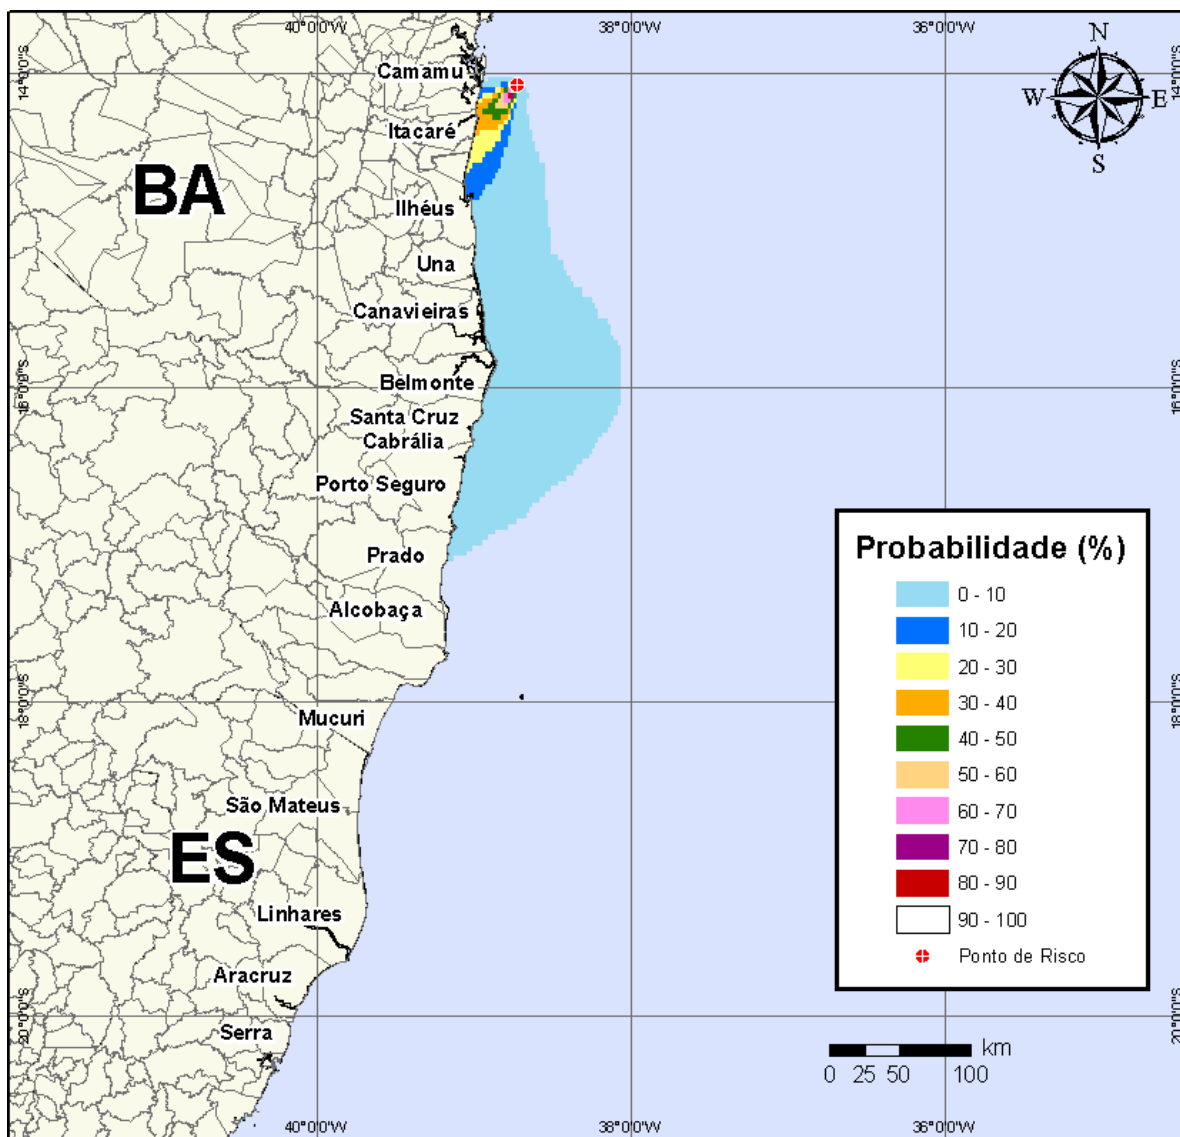 40°0'0"W
38°0'0"W
36°0'0"W
14°0'0"S
14°0'0"S
N
W
E
S
Camamu
Itacaré
BA
Ilhéus
Una
Canavieiras
Belmonte
16°0'0"S
16°0'0"S
Santa Cruz
Cabrália
Porto Seguro
Prado
Alcobaça
18°0'0"S
18°0'0"S
Mucuri
São Mateus
ES
Linhares
Aracruz
20°0'0"S
20°0'0"S
Serra
Probabilidade (%)
0 - 10
10 - 20
20 - 30
30 - 40
40 - 50
50 - 60
60 - 70
70 - 80
80 - 90
90 - 100
Ponto de Risco
km
0 25 50 100
40°0'0"W
38°0'0"W
36°0'0"W